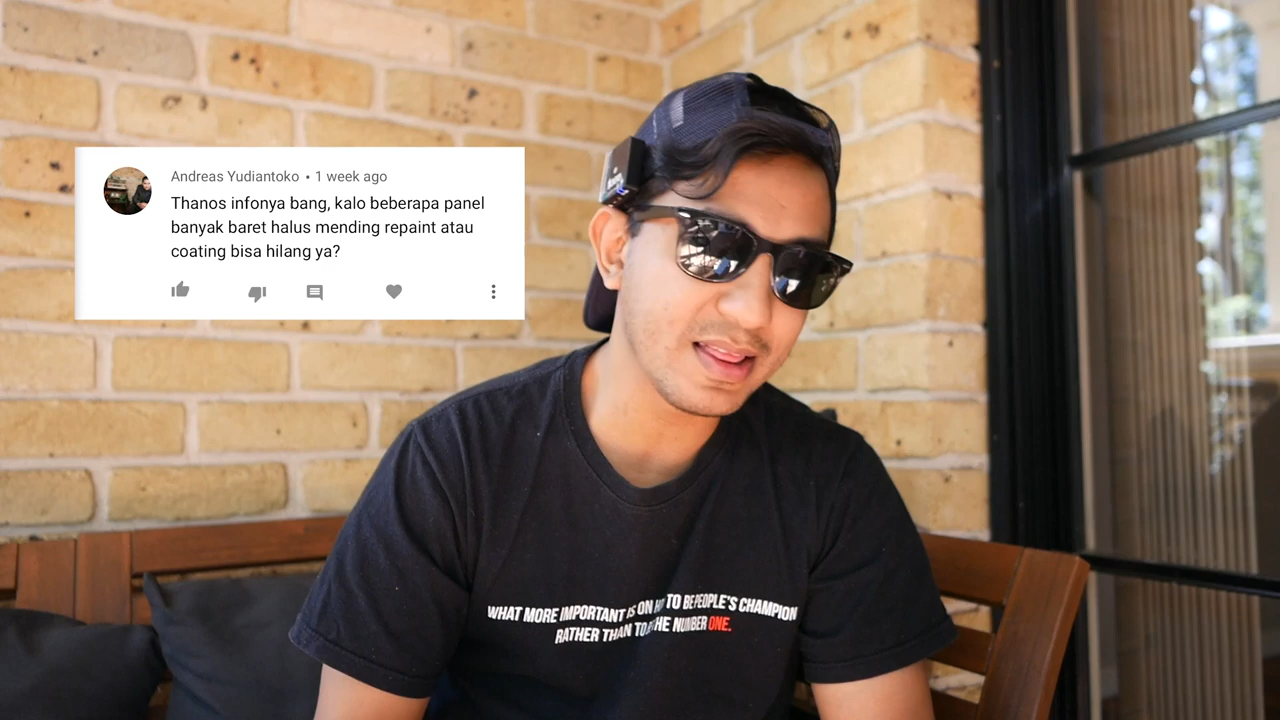 Andreas Yudiantoko • 1 week ago
Thanos infonya bang, kalo beberapa panel
banyak baret halus mending repaint atau
coating bisa hilang ya?
WHAT MORE IMPORTANT IS ON TO BE PEOPLE'S CHAMPION
RATHER THAN TO THE NUMBER ONE.